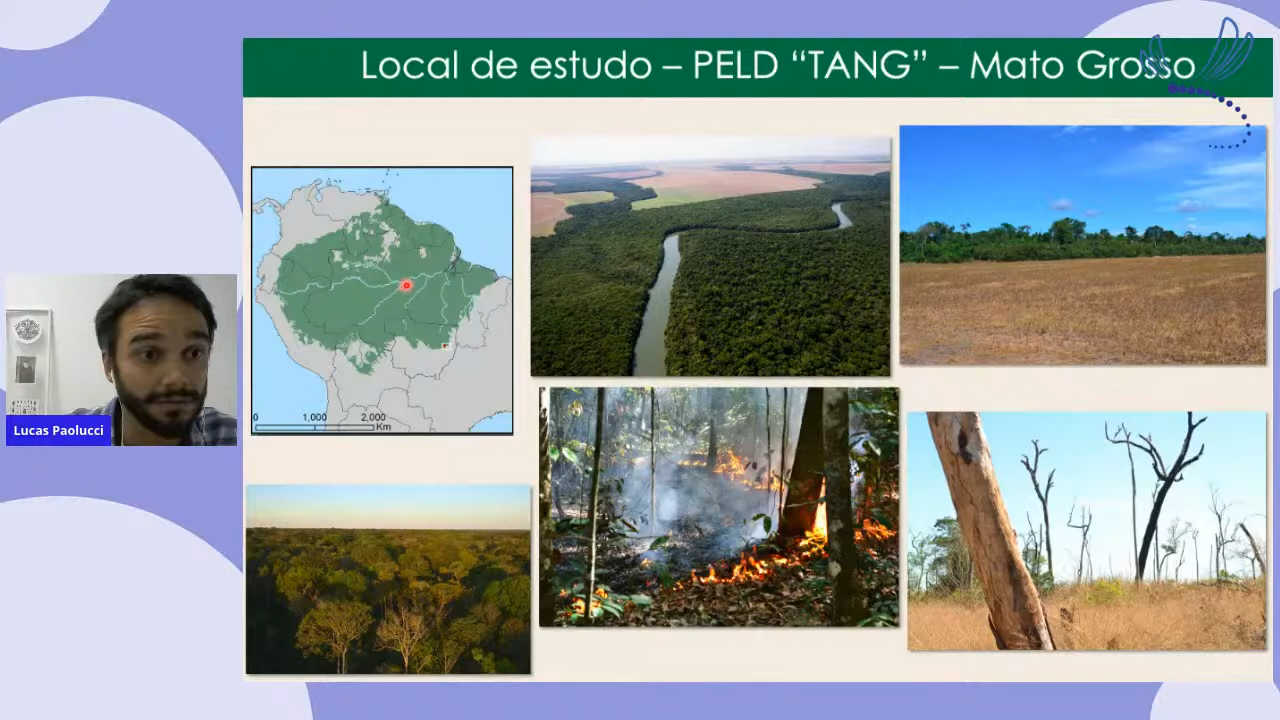 Local de estudo – PELD “TANG” – Mato Grosso
0 1,000 2,000
Km
Lucas Paolucci